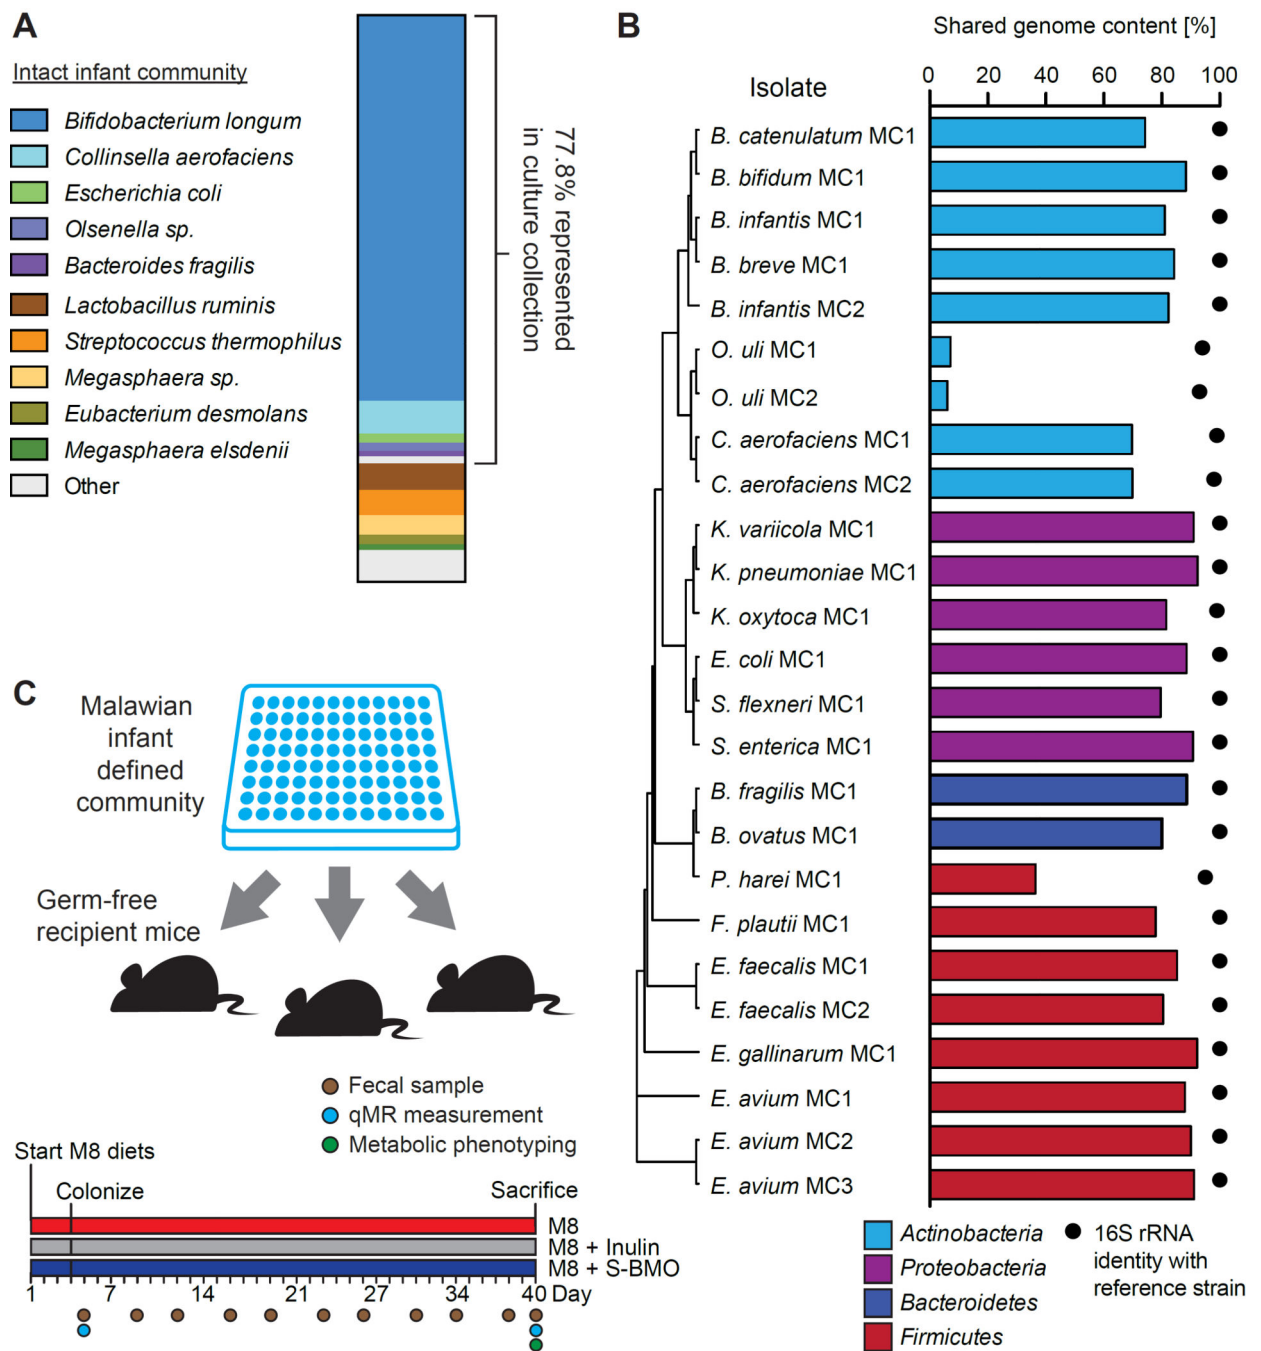 A
Intact infant community
Bifidobacterium longum
Collinsella aerofaciens
Escherichia coli
Olsenella sp.
Bacteroides fragilis
Lactobacillus ruminis
Streptococcus thermophilus
Megasphaera sp.
Eubacterium desmolans
Megasphaera elsdenii
Other
77.8% represented
in culture collection
B
Shared genome content [%]
0 20 40 60 80 100
Isolate
B. catenulatum MC1
B. bifidum MC1
B. infantis MC1
B. breve MC1
B. infantis MC2
O. uli MC1
O. uli MC2
C. aerofaciens MC1
C. aerofaciens MC2
K. variicola MC1
K. pneumoniae MC1
K. oxytoca MC1
E. coli MC1
S. flexneri MC1
S. enterica MC1
B. fragilis MC1
B. ovatus MC1
P. harei MC1
F. plautii MC1
E. faecalis MC1
E. faecalis MC2
E. gallinarum MC1
E. avium MC1
E. avium MC2
E. avium MC3
Actinobacteria
Proteobacteria
Bacteroidetes
Firmicutes
16S rRNA
identity with
reference strain
C
Malawian
infant
defined
community
Germ-free
recipient mice
Fecal sample
qMR measurement
Metabolic phenotyping
Start M8 diets
Colonize
Sacrifice
M8
M8 + Inulin
M8 + S-BMO
1 7 14 21 27 34 40 Day